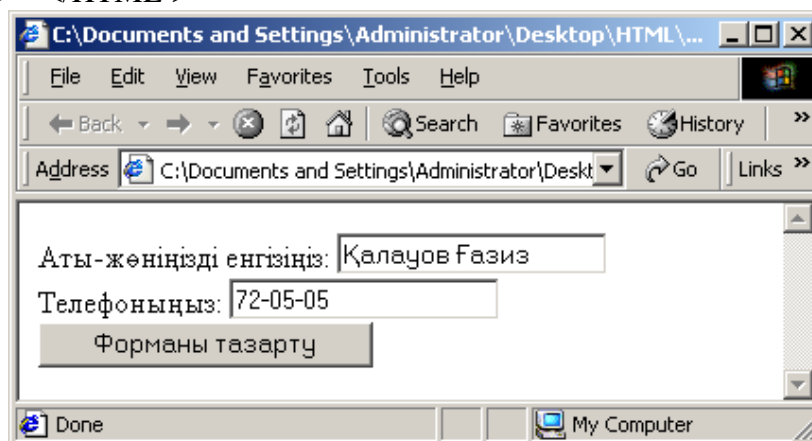 C:\Documents and Settings\Administrator\Desktop\HTML\...
File Edit View Favorites Tools Help
Back Search Favorites History »
Address C:\Documents and Settings\Administrator\Deskt Go Links »
Аты-жөніңізді енгізіңіз: Қалауов Ғазиз
Телефоныңыз: 72-05-05
Форманы тазарту
Done My Computer